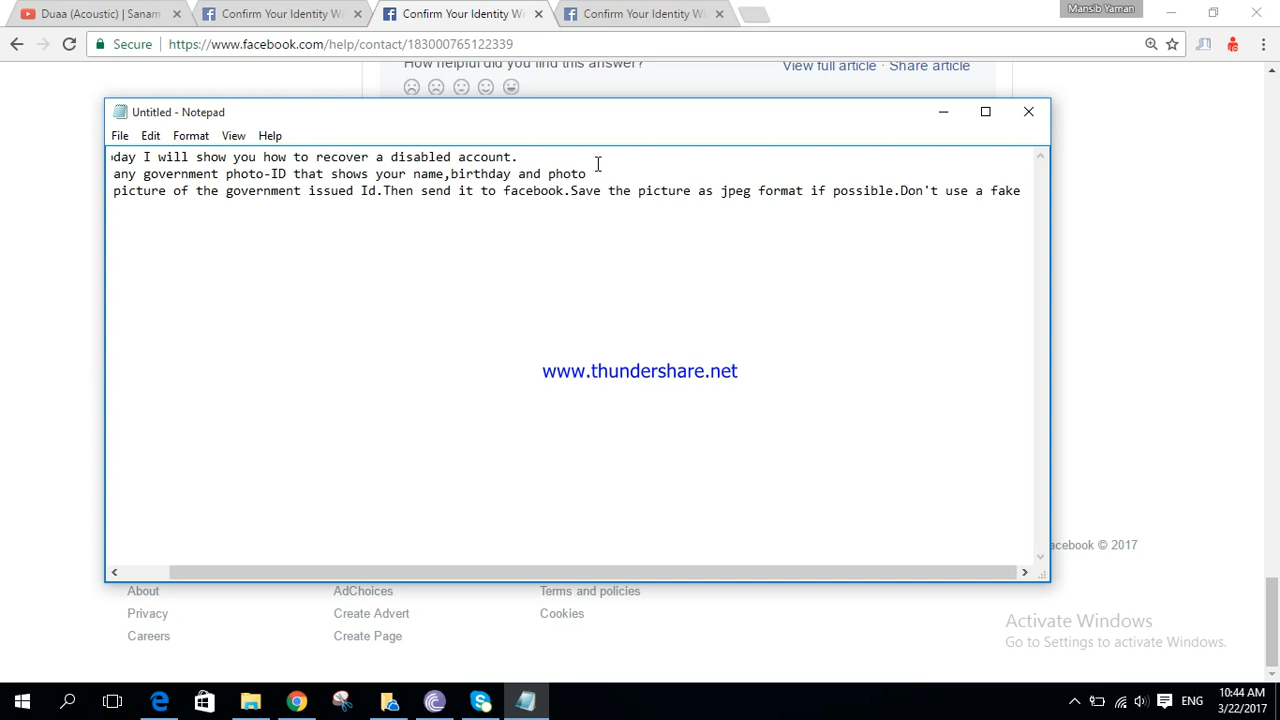 Duaa (Acoustic) | Sanam
Confirm Your Identity W
Confirm Your Identity W
Confirm Your Identity W
Mansib Yaman
Secure
https://www.facebook.com/help/contact/183000765122339
How helpful did you find this answer?
View full article · Share article
Untitled - Notepad
File Edit Format View Help
day I will show you how to recover a disabled account.
any government photo-ID that shows your name,birthday and photo
picture of the government issued Id.Then send it to facebook.Save the picture as jpeg format if possible.Don't use a fake
www.thundershare.net
acebook © 2017
About AdChoices Terms and policies
Privacy Create Advert Cookies
Careers Create Page
Activate Windows
Go to Settings to activate Windows.
ENG
10:44 AM
3/22/2017